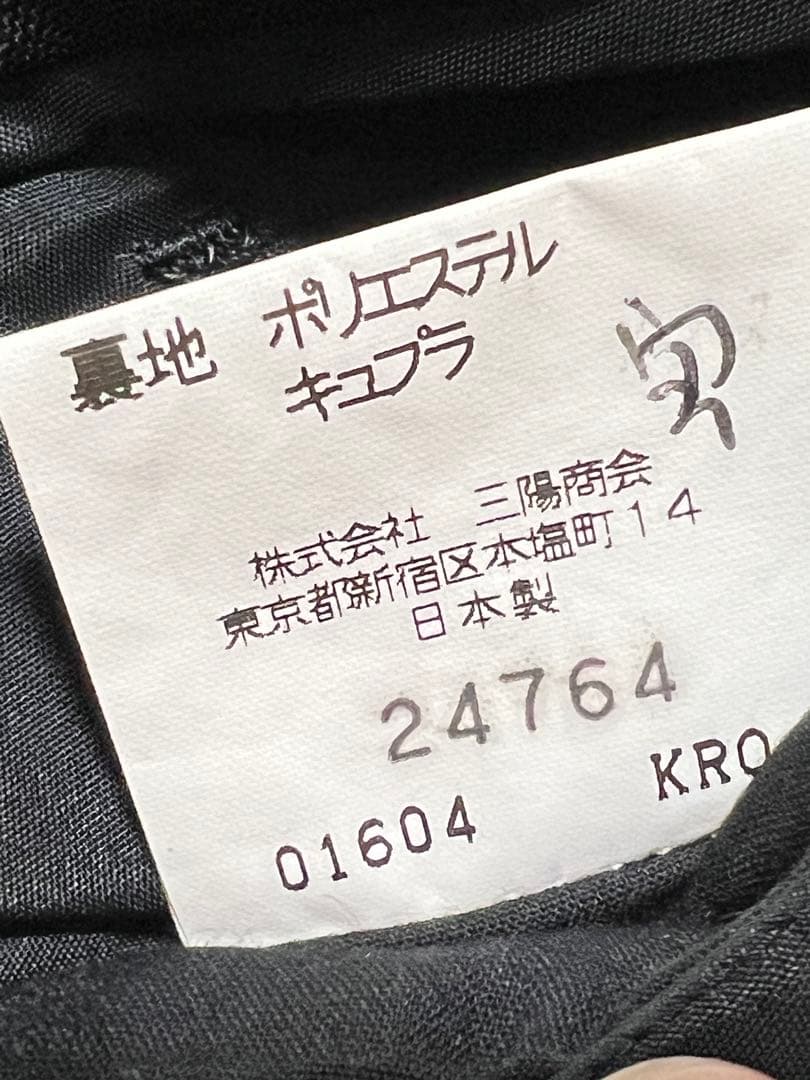 裏地 ポリエステル
キュプラ
株式会社 三陽商会
東京都新宿区本塩町14
日本製
24764
01604 KRO